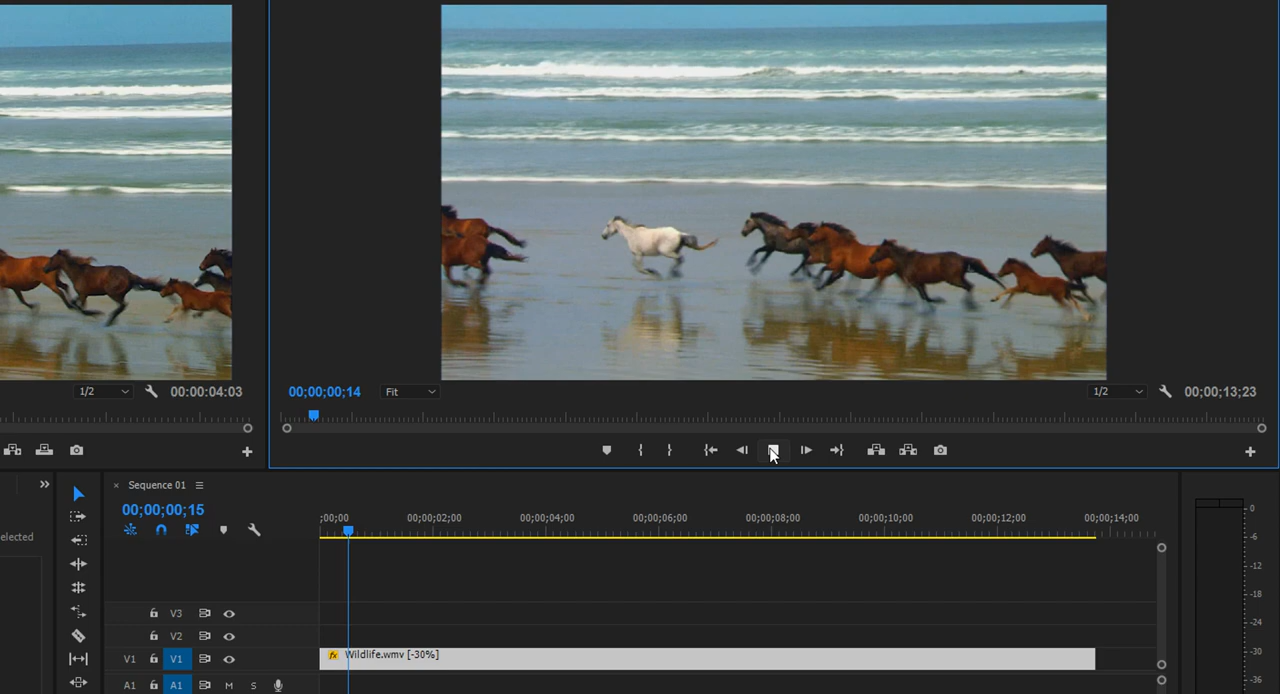 1/2 00:00:04:03 00;00;00;14 Fit 1/2 00;00;13;23
Sequence 01
00;00;00;15
;00;00 00;00;02;00 00;00;04;00 00;00;06;00 00;00;08;00 00;00;10;00 00;00;12;00 00;00;14;00
0
-6
elected
-12
-18
-24
V3
-30
V2
V1 V1 fx Wildlife.wmv [-30%]
-36
A1 A1 M S